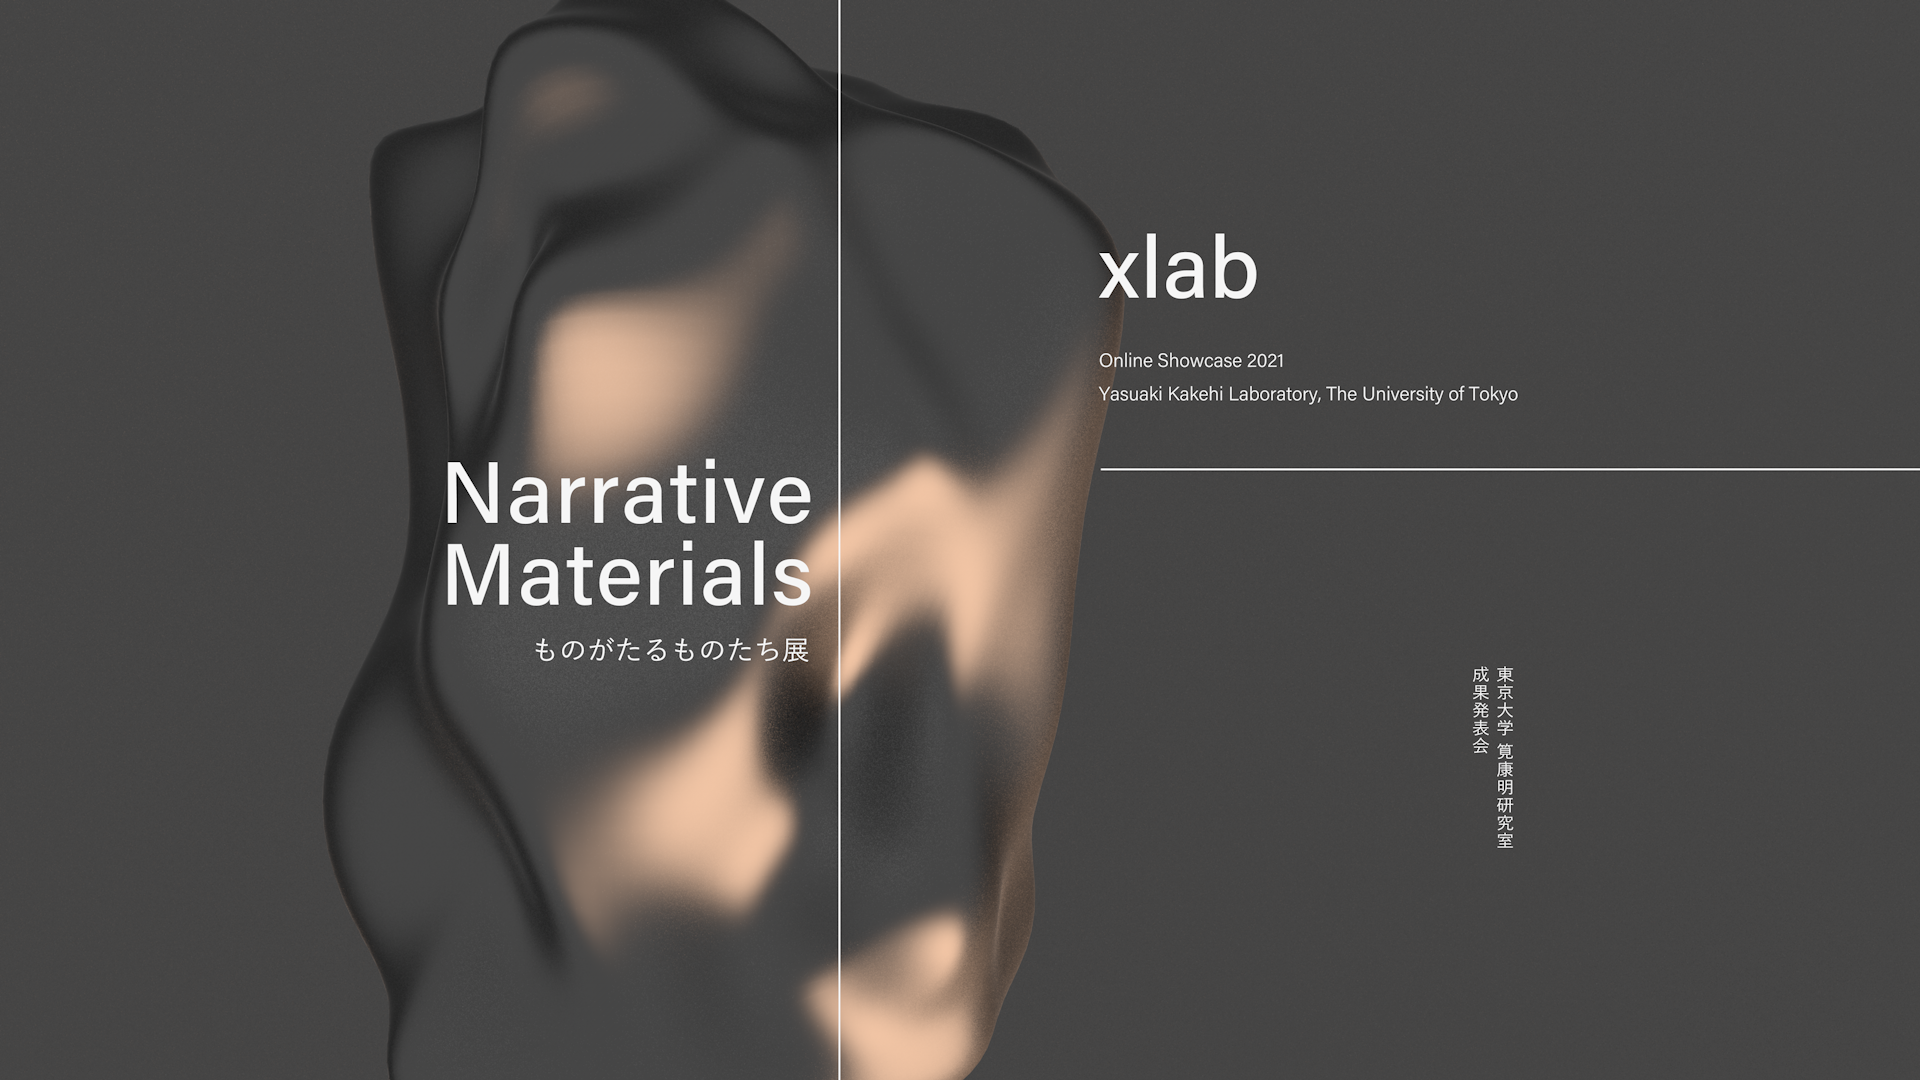 Narrative
Materials
ものがたるものたち展
xlab
Online Showcase 2021
Yasuaki Kakehi Laboratory, The University of Tokyo
東京大学 筧康明研究室
成果発表会